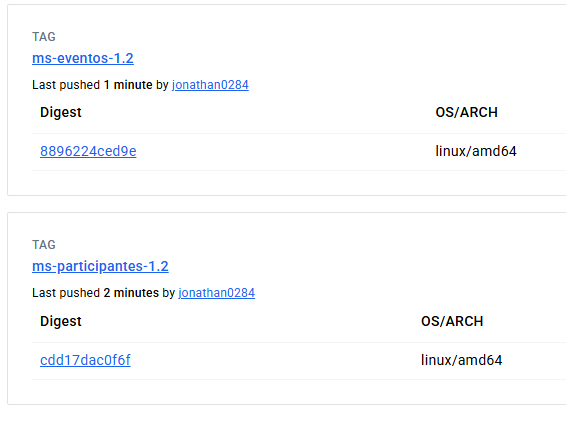 TAG
ms-eventos-1.2
Last pushed 1 minute by jonathan0284
Digest OS/ARCH
8896224ced9e linux/amd64
TAG
ms-participantes-1.2
Last pushed 2 minutes by jonathan0284
Digest OS/ARCH
cdd17dac0f6f linux/amd64